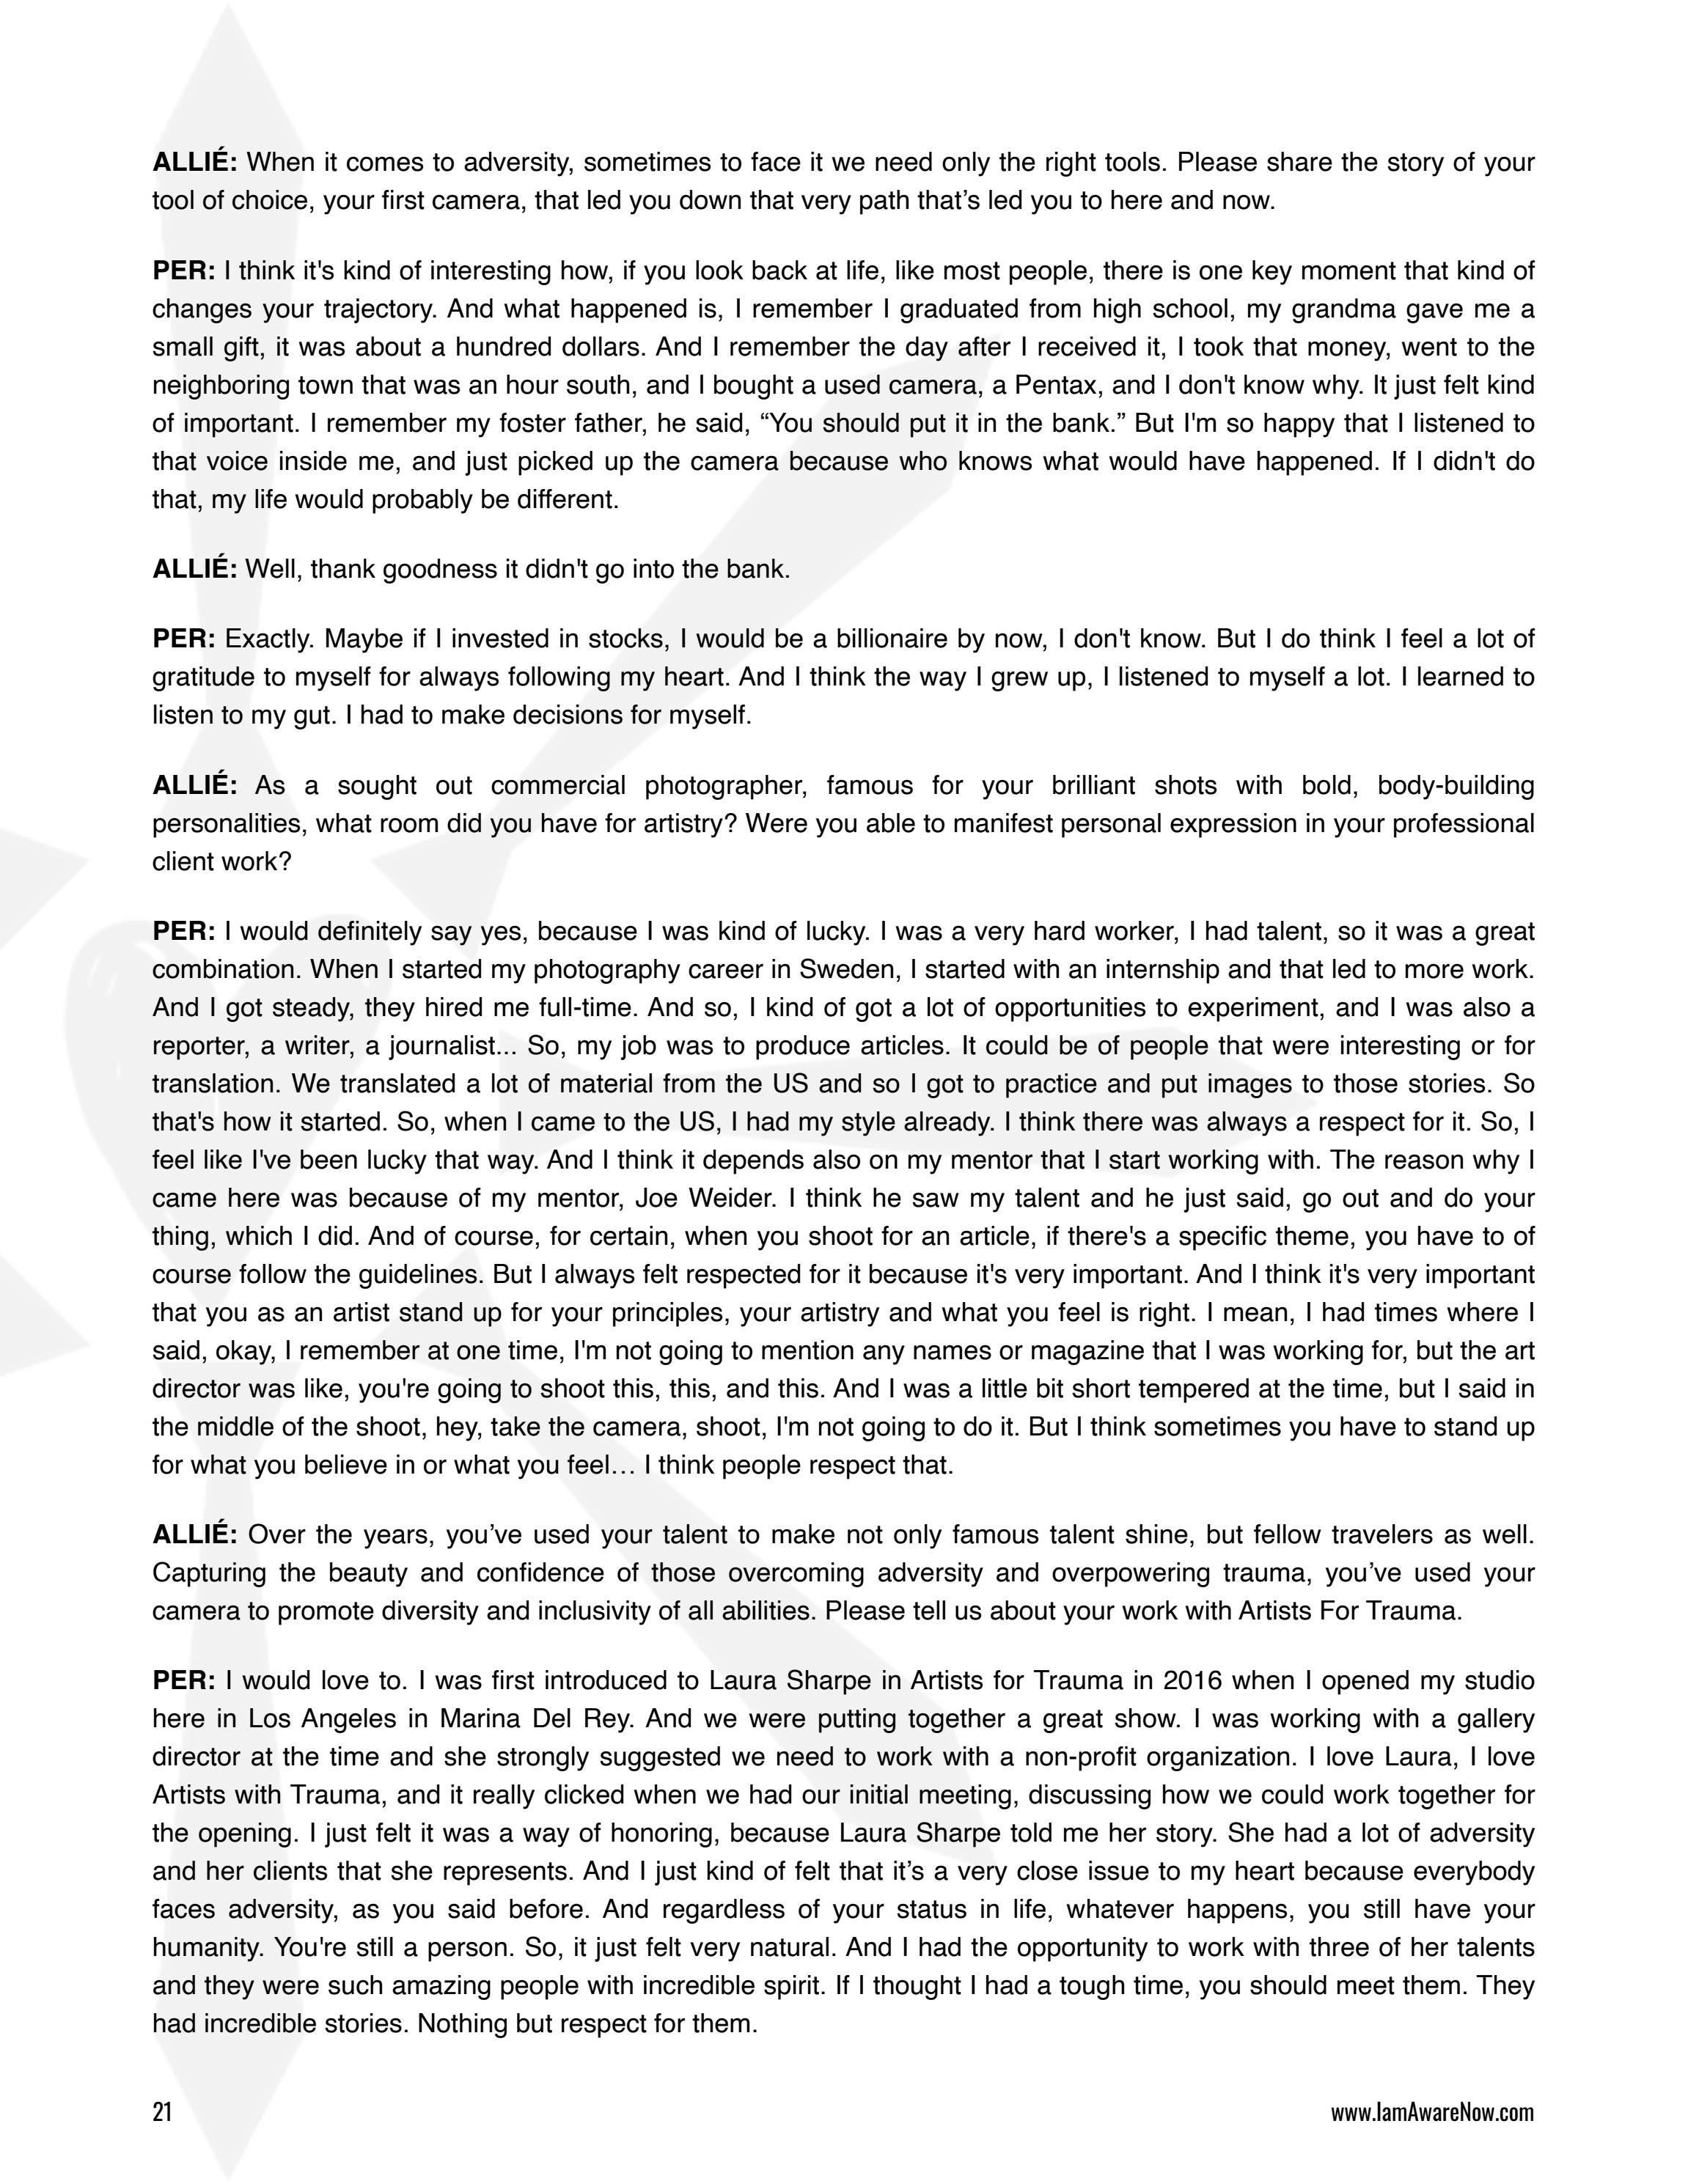 ALLIÉ: When it comes to adversity, sometimes to face it we need only the right tools. Please share the story of your
tool of choice, your first camera, that led you down that very path that’s led you to here and now.
PER: I think it's kind of interesting how, if you look back at life, like most people, there is one key moment that kind of
changes your trajectory. And what happened is, I remember I graduated from high school, my grandma gave me a
small gift, it was about a hundred dollars. And I remember the day after I received it, I took that money, went to the
neighboring town that was an hour south, and I bought a used camera, a Pentax, and I don't know why. It just felt kind
of important. I remember my foster father, he said, “You should put it in the bank.” But I'm so happy that I listened to
that voice inside me, and just picked up the camera because who knows what would have happened. If I didn't do
that, my life would probably be different.
ALLIÉ: Well, thank goodness it didn't go into the bank.
PER: Exactly. Maybe if I invested in stocks, I would be a billionaire by now, I don't know. But I do think I feel a lot of
gratitude to myself for always following my heart. And I think the way I grew up, I listened to myself a lot. I learned to
listen to my gut. I had to make decisions for myself.
ALLIÉ: As a sought out commercial photographer, famous for your brilliant shots with bold, body-building
personalities, what room did you have for artistry? Were you able to manifest personal expression in your professional
client work?
PER: I would definitely say yes, because I was kind of lucky. I was a very hard worker, I had talent, so it was a great
combination. When I started my photography career in Sweden, I started with an internship and that led to more work.
And I got steady, they hired me full-time. And so, I kind of got a lot of opportunities to experiment, and I was also a
reporter, a writer, a journalist... So, my job was to produce articles. It could be of people that were interesting or for
translation. We translated a lot of material from the US and so I got to practice and put images to those stories. So
that's how it started. So, when I came to the US, I had my style already. I think there was always a respect for it. So, I
feel like I've been lucky that way. And I think it depends also on my mentor that I start working with. The reason why I
came here was because of my mentor, Joe Weider. I think he saw my talent and he just said, go out and do your
thing, which I did. And of course, for certain, when you shoot for an article, if there's a specific theme, you have to of
course follow the guidelines. But I always felt respected for it because it's very important. And I think it's very important
that you as an artist stand up for your principles, your artistry and what you feel is right. I mean, I had times where I
said, okay, I remember at one time, I'm not going to mention any names or magazine that I was working for, but the art
director was like, you're going to shoot this, this, and this. And I was a little bit short tempered at the time, but I said in
the middle of the shoot, hey, take the camera, shoot, I'm not going to do it. But I think sometimes you have to stand up
for what you believe in or what you feel… I think people respect that.
ALLIÉ: Over the years, you’ve used your talent to make not only famous talent shine, but fellow travelers as well.
Capturing the beauty and confidence of those overcoming adversity and overpowering trauma, you’ve used your
camera to promote diversity and inclusivity of all abilities. Please tell us about your work with Artists For Trauma.
PER: I would love to. I was first introduced to Laura Sharpe in Artists for Trauma in 2016 when I opened my studio
here in Los Angeles in Marina Del Rey. And we were putting together a great show. I was working with a gallery
director at the time and she strongly suggested we need to work with a non-profit organization. I love Laura, I love
Artists with Trauma, and it really clicked when we had our initial meeting, discussing how we could work together for
the opening. I just felt it was a way of honoring, because Laura Sharpe told me her story. She had a lot of adversity
and her clients that she represents. And I just kind of felt that it’s a very close issue to my heart because everybody
faces adversity, as you said before. And regardless of your status in life, whatever happens, you still have your
humanity. You're still a person. So, it just felt very natural. And I had the opportunity to work with three of her talents
and they were such amazing people with incredible spirit. If I thought I had a tough time, you should meet them. They
had incredible stories. Nothing but respect for them.
21
www.IamAwareNow.com